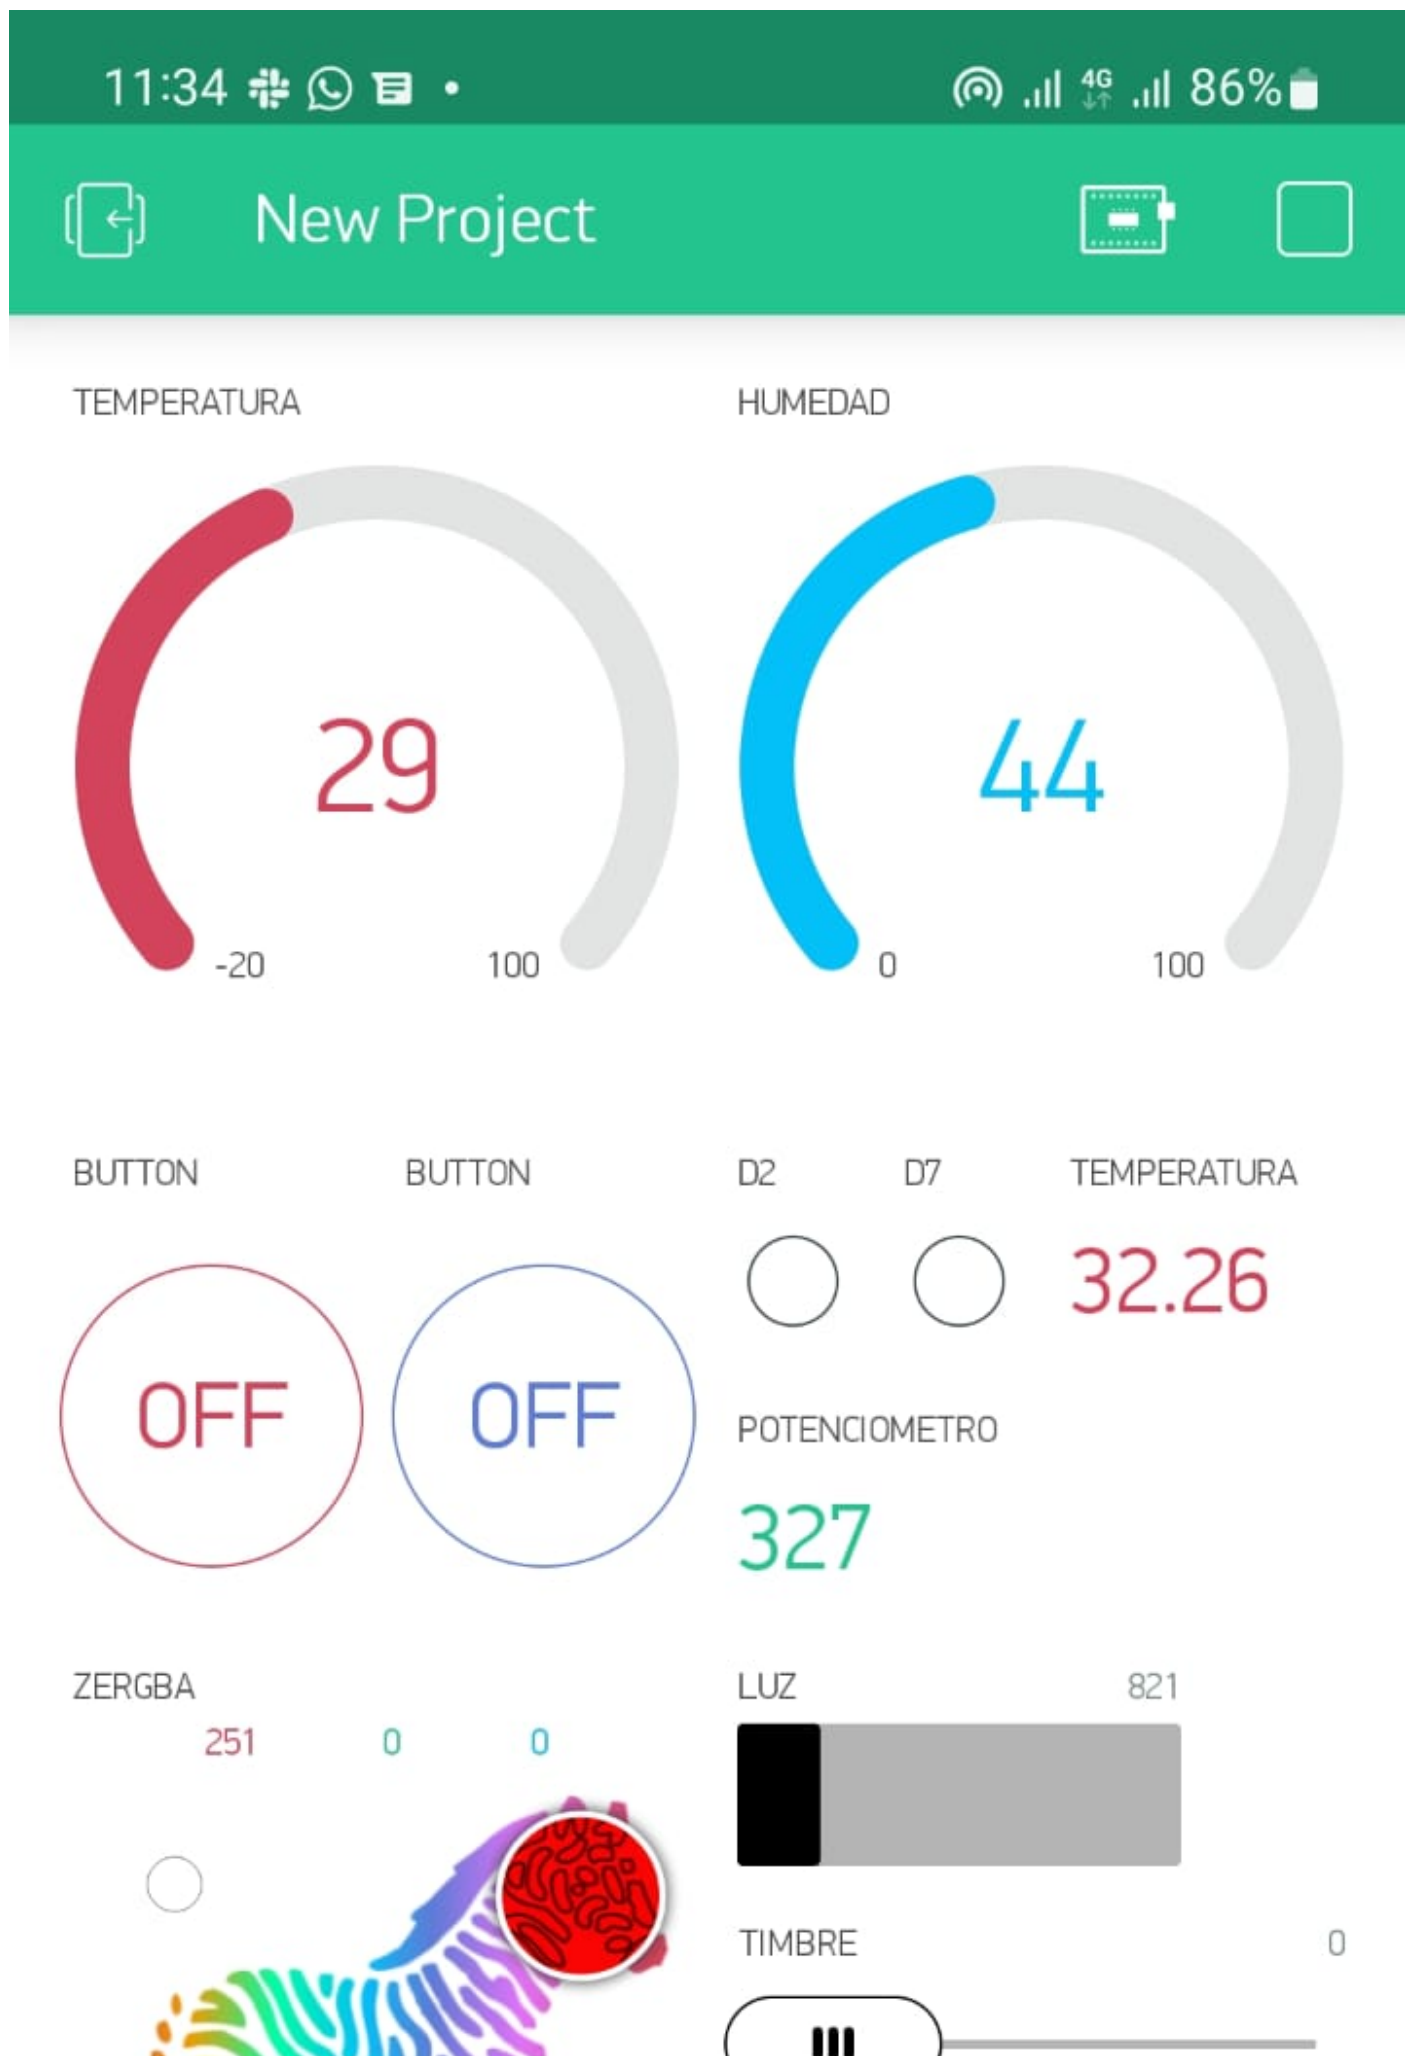 11:34 4G 86%
New Project
TEMPERATURA HUMEDAD
29 44
-20 100 0 100
BUTTON BUTTON D2 D7 TEMPERATURA
32.26
OFF OFF
POTENCIOMETRO
327
ZERGBA LUZ 821
251 0 0
TIMBRE 0